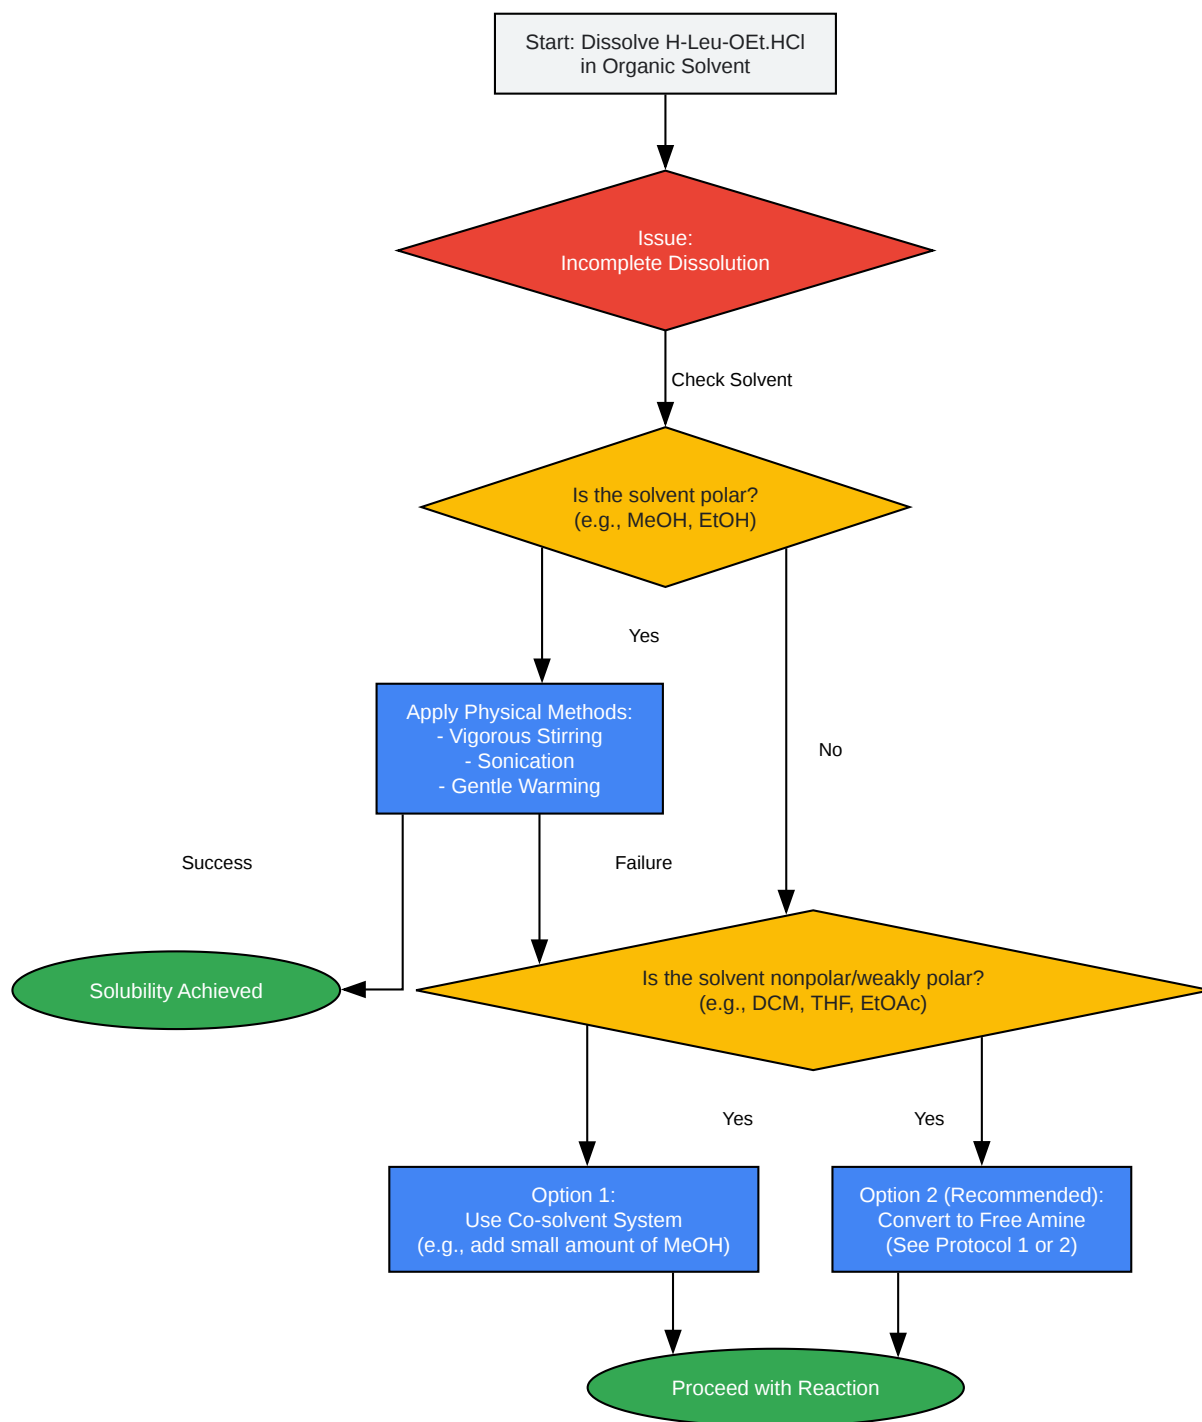 Start: Dissolve H-Leu-OEt.HCl
in Organic Solvent
Issue:
Incomplete Dissolution
Check Solvent
Is the solvent polar?
(e.g., MeOH, EtOH)
Yes
Apply Physical Methods:
- Vigorous Stirring
- Sonication
- Gentle Warming
No
Success
Failure
Solubility Achieved
Is the solvent nonpolar/weakly polar?
(e.g., DCM, THF, EtOAc)
Yes
Yes
Option 1:
Use Co-solvent System
(e.g., add small amount of MeOH)
Option 2 (Recommended):
Convert to Free Amine
(See Protocol 1 or 2)
Proceed with Reaction